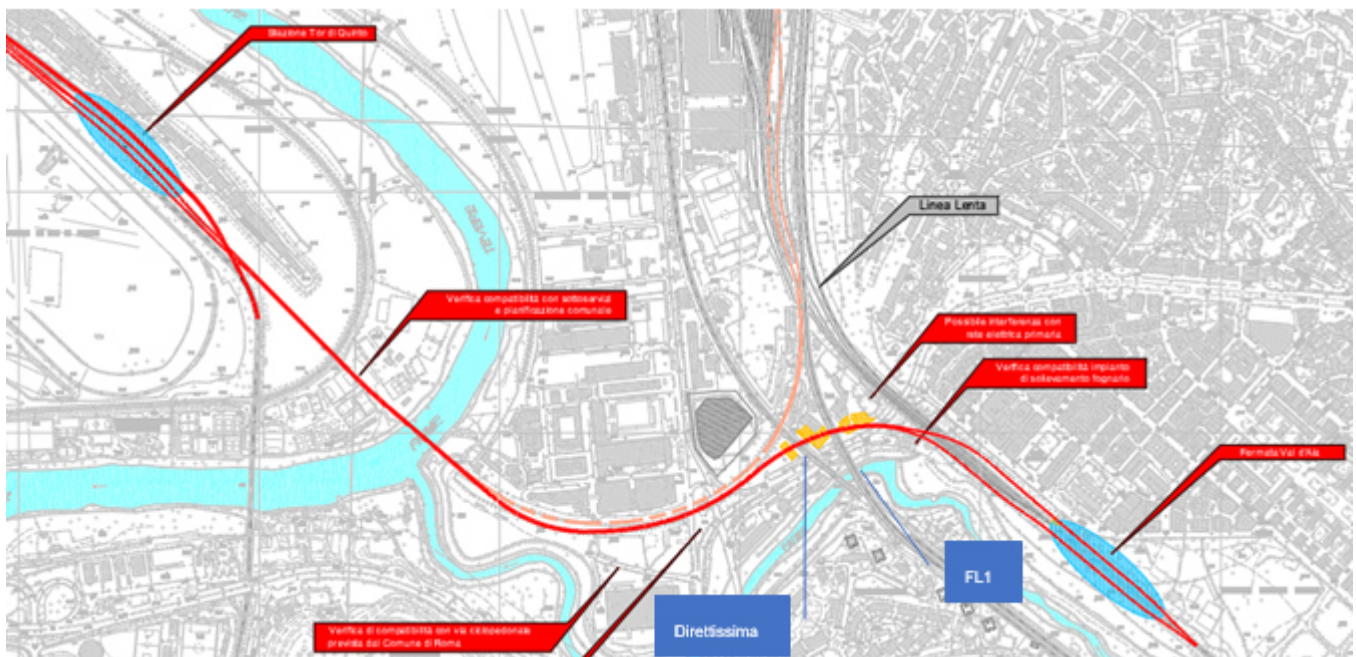 Stazione Tor di Quinto
TEVERE
Linea Lenta
Verifica compatibilità con sottoservizi
e pianificazione comunale
Possibile interferenza con
rete elettrica primaria
Verifica compatibilità impianto
di sollevamento fognario
Fermata Val d'Ala
FL1
Direttissima
Verifica di compatibilità con via ciclopedonale
prevista dal Comune di Roma